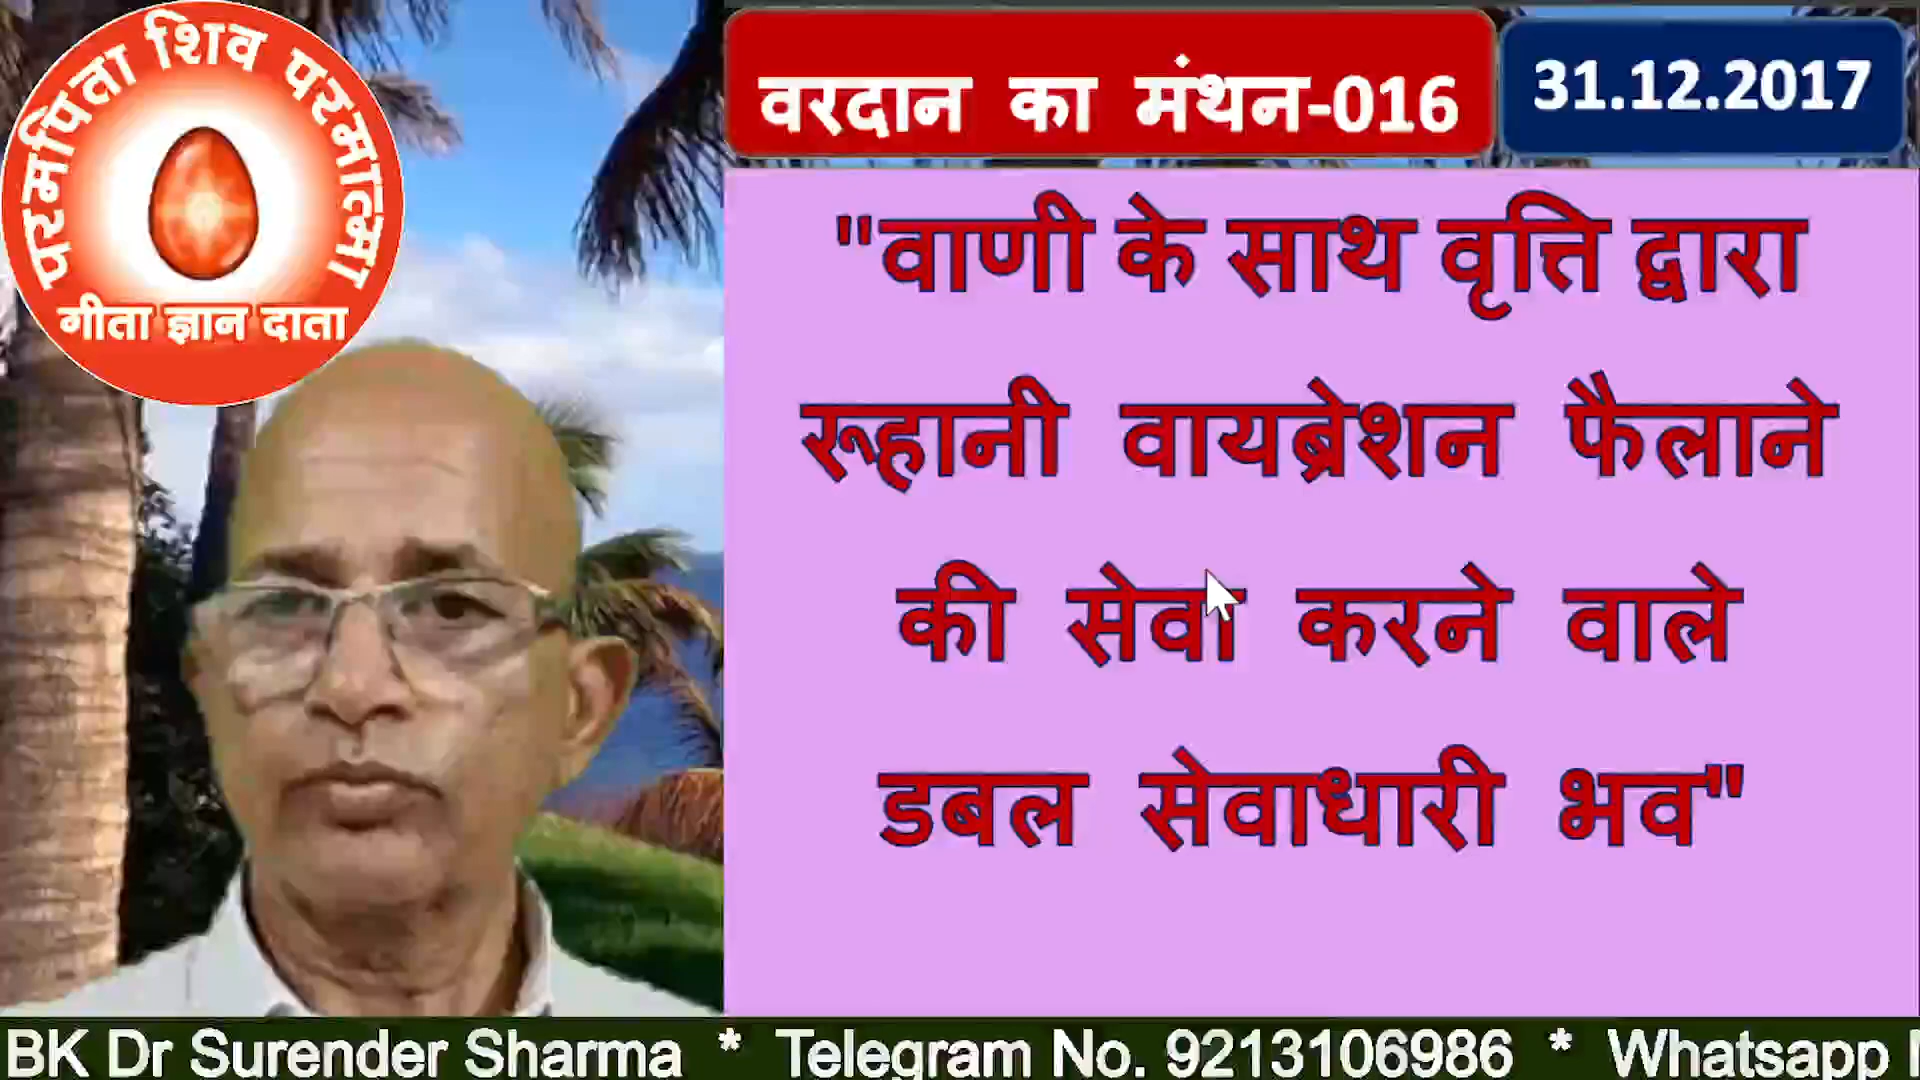 परमपिता शिव परमात्मा
गीता ज्ञान दाता
वरदान का मंथन-016
31.12.2017
"वाणी के साथ वृत्ति द्वारा
रूहानी वायब्रेशन फैलाने
की सेवा करने वाले
डबल सेवाधारी भव"
BK Dr Surender Sharma * Telegram No. 9213106986 * Whatsapp